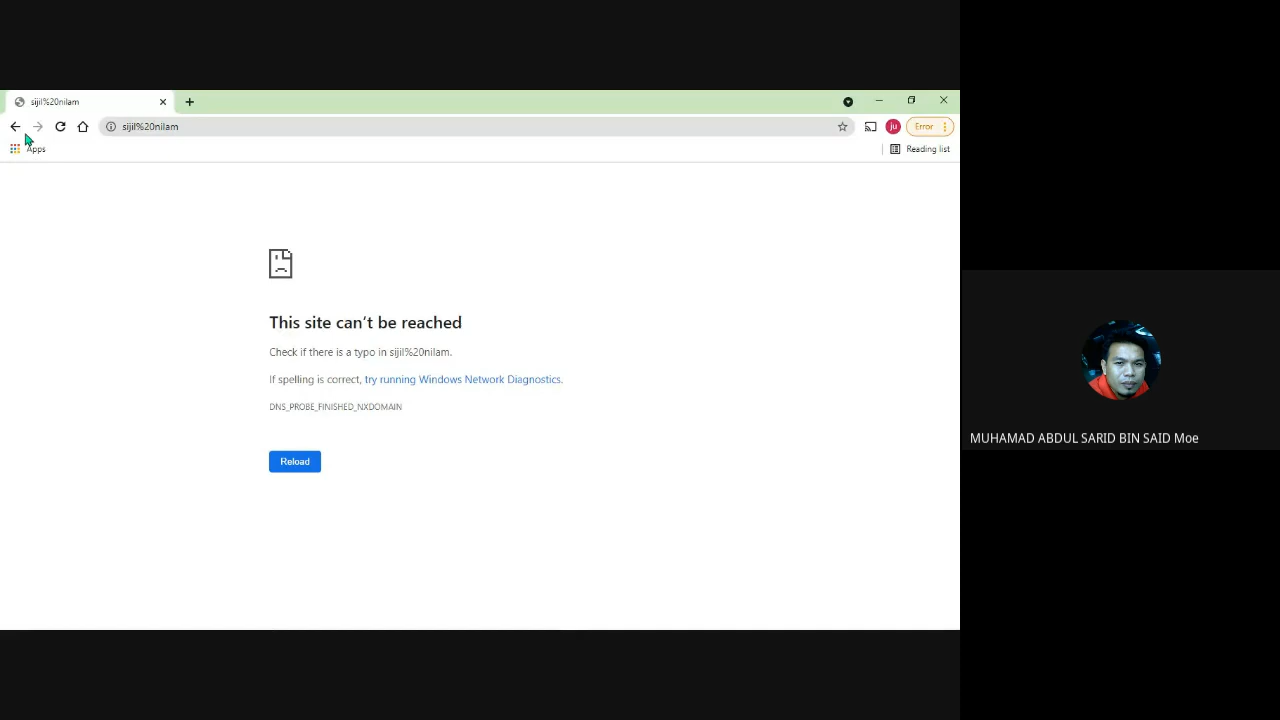 sijil%20nilam
sijil%20nilam
ju
Error
Apps
Reading list
This site can't be reached
Check if there is a typo in sijil%20nilam.
If spelling is correct, try running Windows Network Diagnostics.
DNS_PROBE_FINISHED_NXDOMAIN
Reload
MUHAMAD ABDUL SARID BIN SAID Moe